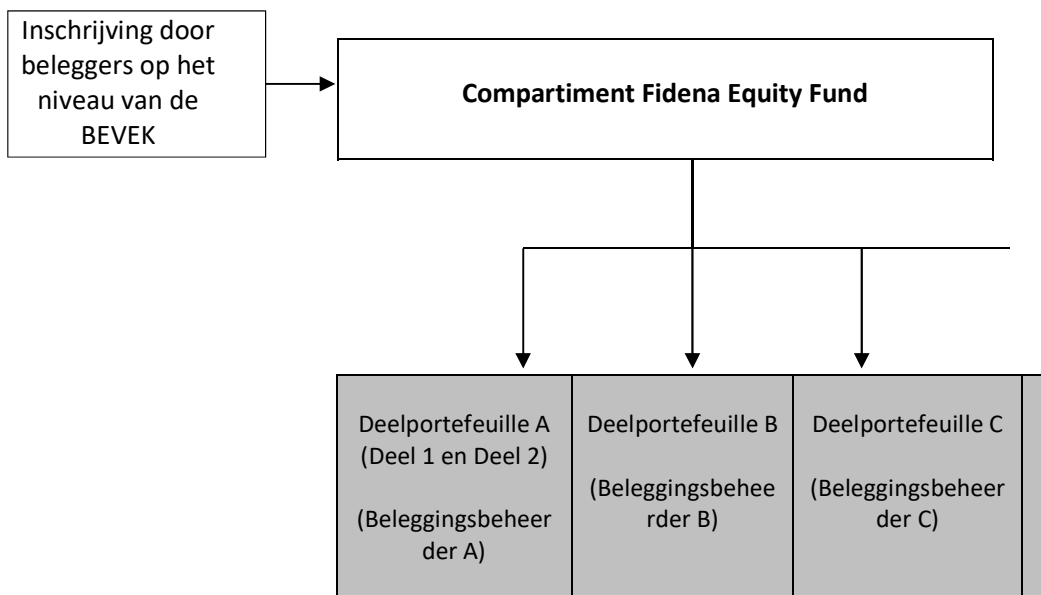 Inschrijving door
beleggers op het
niveau van de
BEVEK
Compartiment Fidena Equity Fund
Deelportefeuille A
(Deel 1 en Deel 2)
(Beleggingsbeheer
der A)
Deelportefeuille B
(Beleggingsbehee
rder B)
Deelportefeuille C
(Beleggingsbeheer
der C)